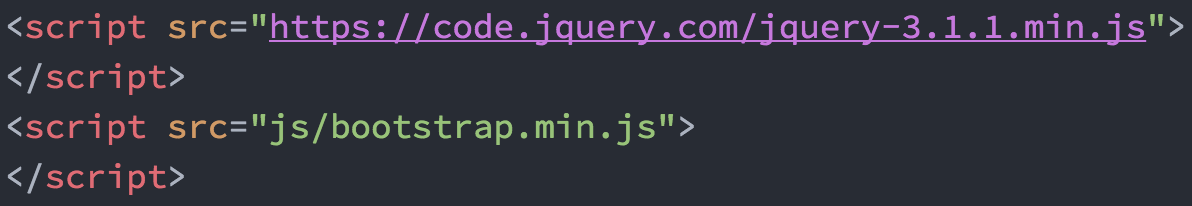 <script src="https://code.jquery.com/jquery-3.1.1.min.js">
</script>
<script src="js/bootstrap.min.js">
</script>